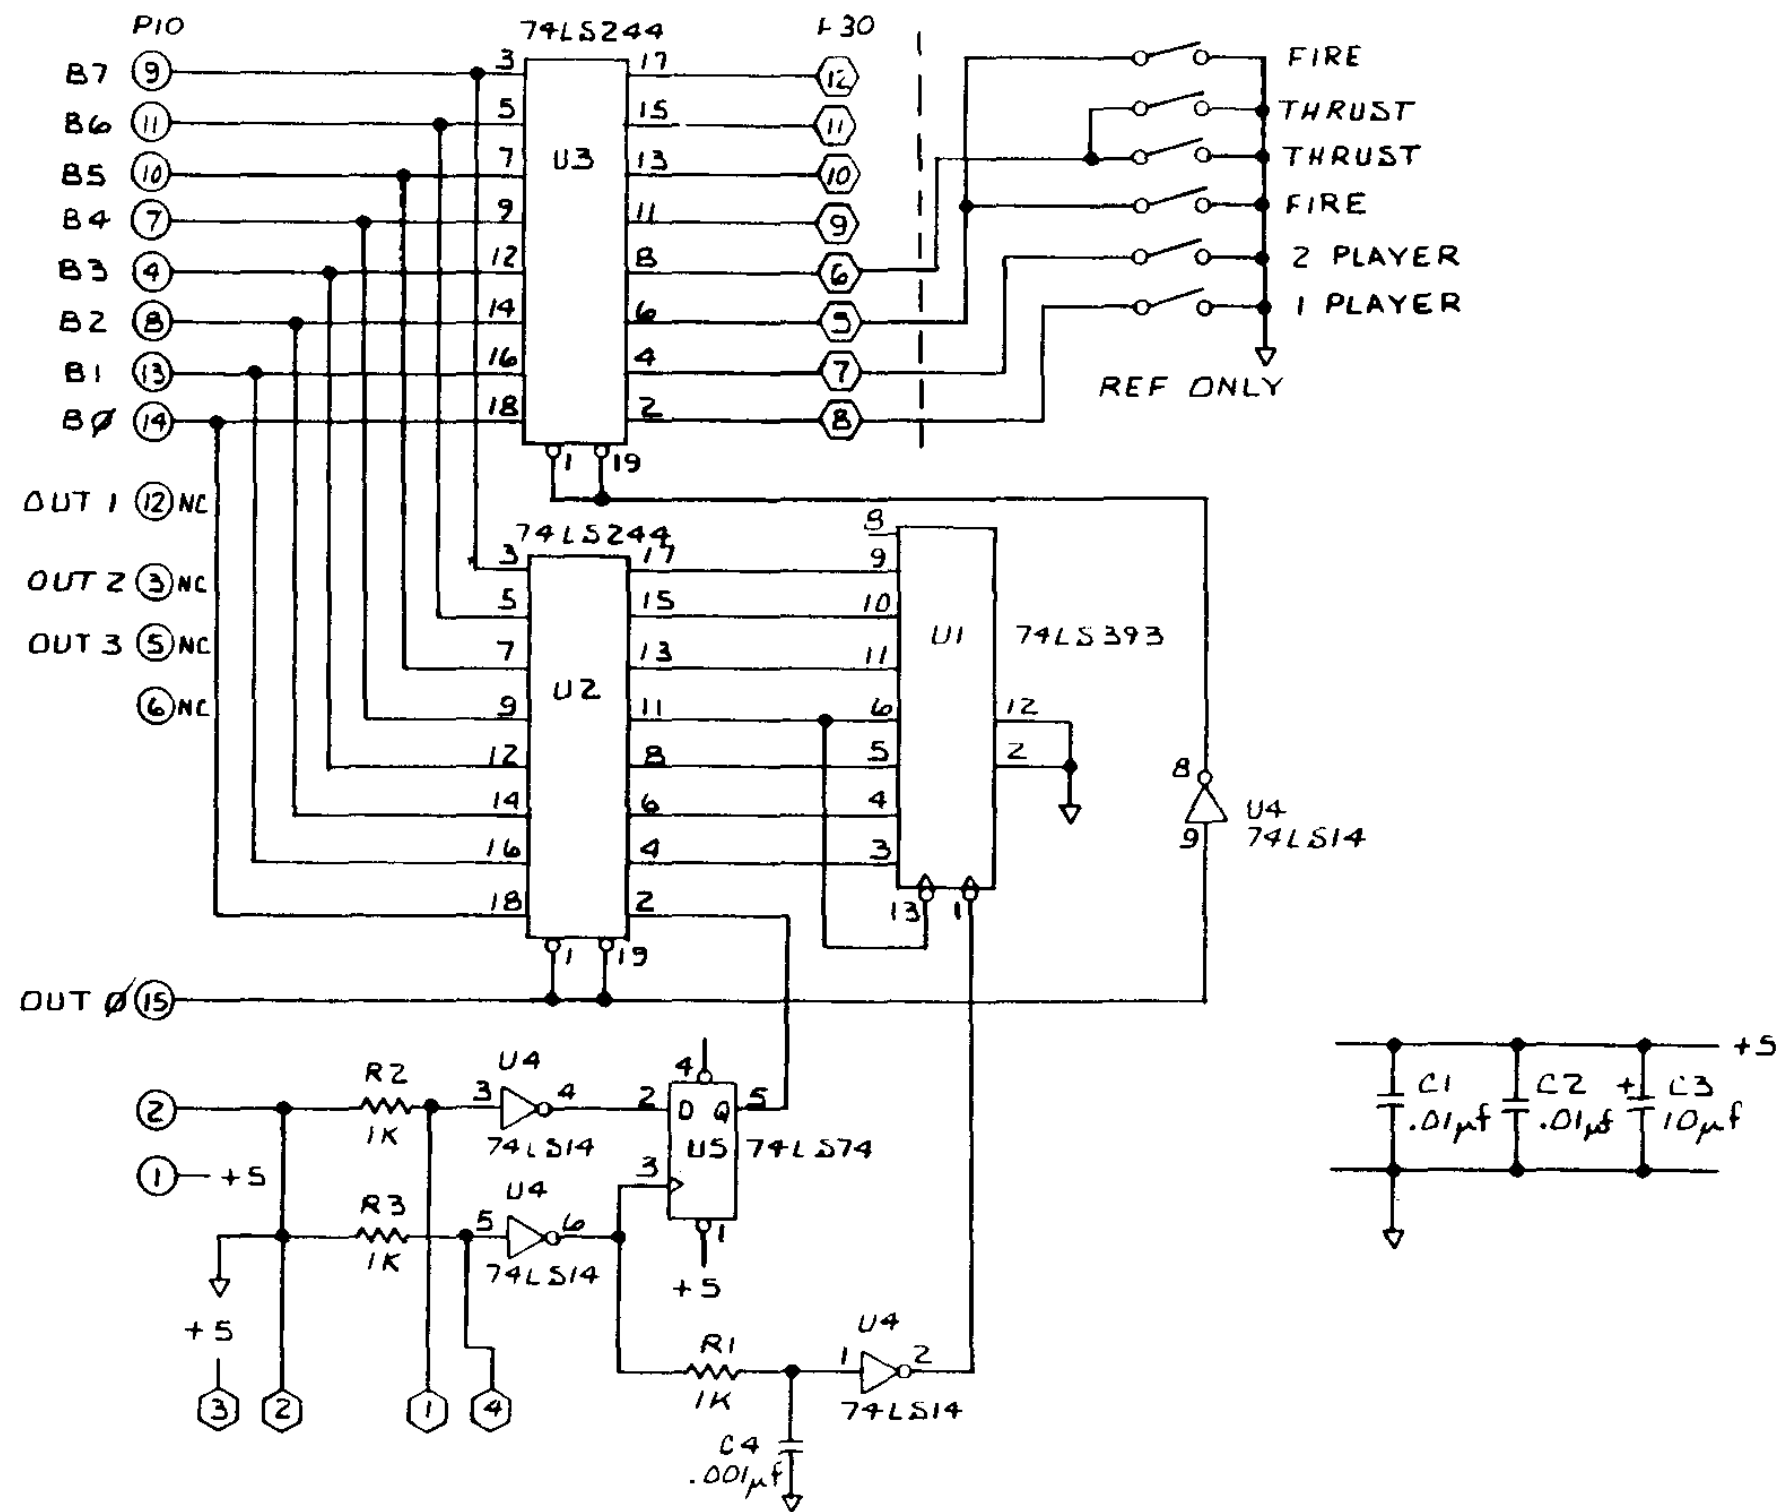 P10
74LS244
30
B7 9 3 17 12 FIRE
B6 11 5 15 11 THRUST
B5 10 7 U3 13 10 THRUST
B4 7 9 11 9 FIRE
B3 4 12 8 6 2 PLAYER
B2 8 14 6 5 1 PLAYER
B1 13 16 4 7 REF ONLY
BØ 14 18 2 8
1 19
OUT 1 12 NC
74LS244
8
OUT 2 3 NC 3 17 9
5 15 10
OUT 3 5 NC 7 13 11 U1 74LS393
6 NC 9 U2 11 6 12
12 8 5 2
14 6 4
16 4 3
18 2 13 1
8 U4
9 74LS14
1 19
OUT Ø 15
2 R2 1K 3 U4 4 74LS14
4 2 D Q 5 U5 74LS74
1 +5
R3 1K 5 U4 6 74LS14
3 1 +5
+5
3 2 1 4
R1 1K
1 U4 2 74LS14
C4 .001µf
+5
C1 .01µf
C2 .01µf
+ C3 10µf